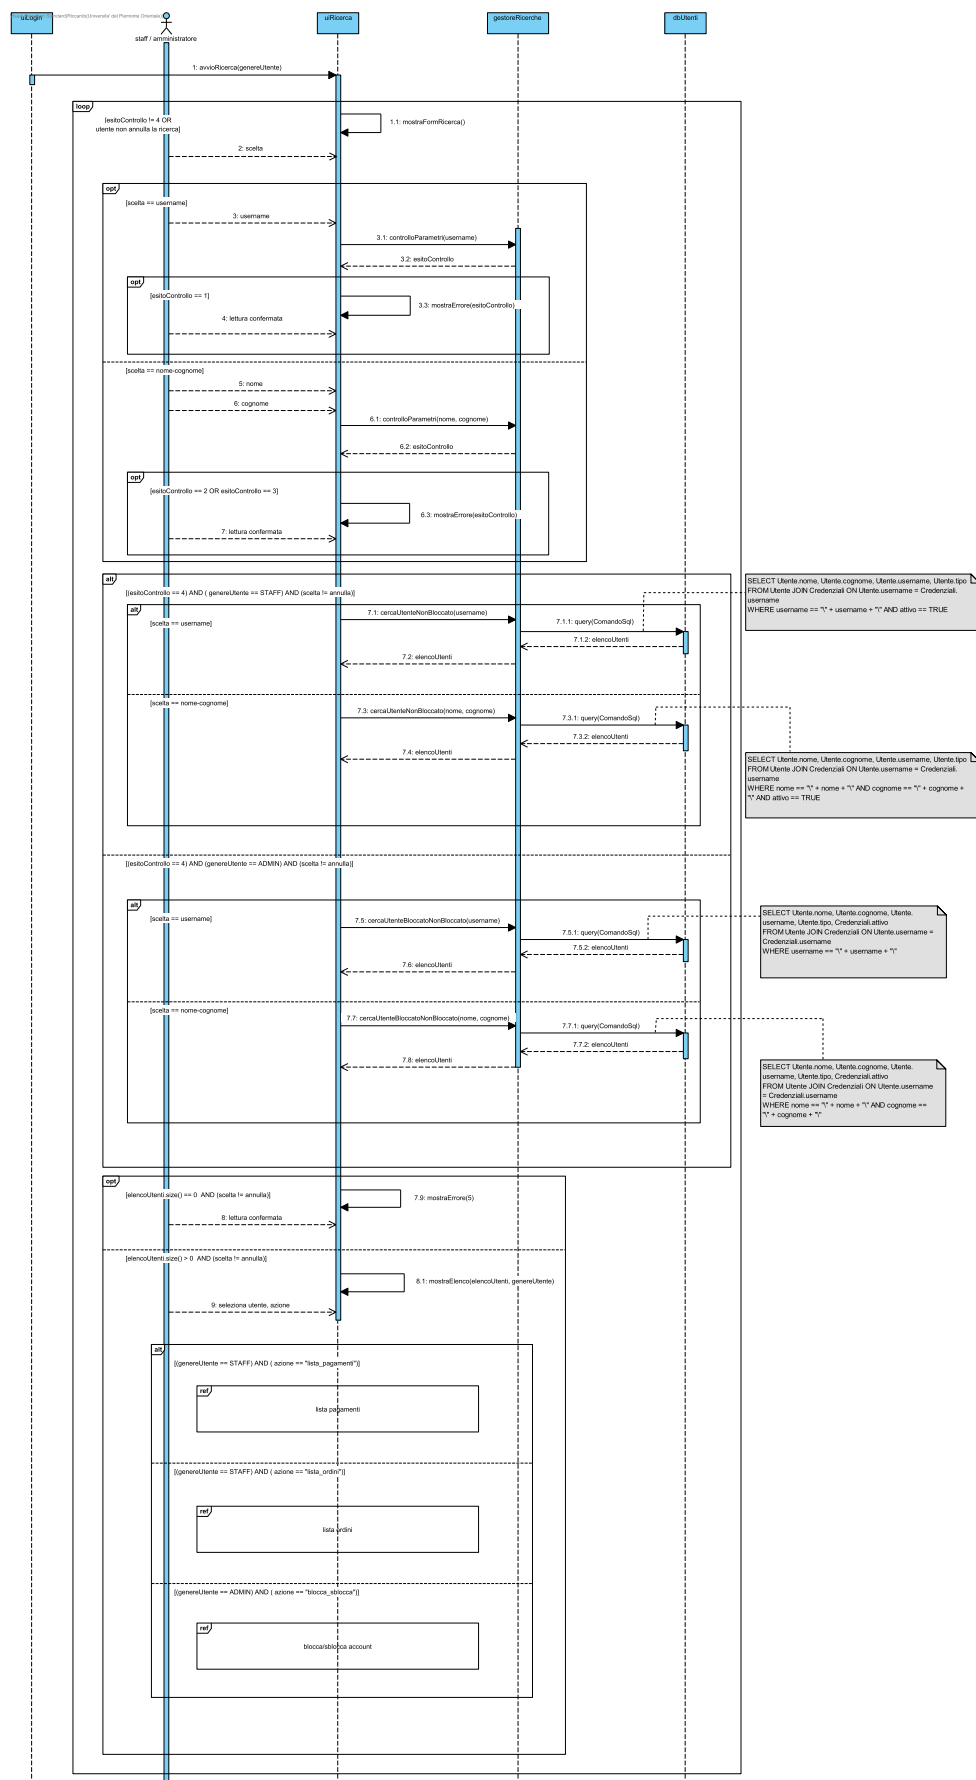 uiLogin
uiRicerca
gestoreRicerche
dbUtenti
staff / amministratore
1: avvioRicerca(genereUtente)
loop
[esitoControllo != 4 OR
utente non annulla la ricerca]
1.1: mostraFormRicerca()
2: scelta
opt
[scelta == username]
3: username
3.1: controlloParametri(username)
3.2: esitoControllo
opt
[esitoControllo == 1]
3.3: mostraErrore(esitoControllo)
4: lettura confermata
[scelta == nome-cognome]
5: nome
6: cognome
6.1: controlloParametri(nome, cognome)
6.2: esitoControllo
opt
[esitoControllo == 2 OR esitoControllo == 3]
6.3: mostraErrore(esitoControllo)
7: lettura confermata
alt
[(esitoControllo == 4) AND ( genereUtente == STAFF) AND (scelta != annulla)]
SELECT Utente.nome, Utente.cognome, Utente.username, Utente.tipo
FROM Utente JOIN Credenziali ON Utente.username = Credenziali.
username
WHERE username == "\" + username + "\" AND attivo == TRUE
alt
[scelta == username]
7.1: cercaUtenteNonBloccato(username)
7.1.1: query(ComandoSql)
7.1.2: elencoUtenti
7.2: elencoUtenti
[scelta == nome-cognome]
7.3: cercaUtenteNonBloccato(nome, cognome)
7.3.1: query(ComandoSql)
7.3.2: elencoUtenti
7.4: elencoUtenti
SELECT Utente.nome, Utente.cognome, Utente.username, Utente.tipo
FROM Utente JOIN Credenziali ON Utente.username = Credenziali.
username
WHERE nome == "\" + nome + "\" AND cognome == "\" + cognome +
"\" AND attivo == TRUE
[(esitoControllo == 4) AND (genereUtente == ADMIN) AND (scelta != annulla)]
alt
[scelta == username]
7.5: cercaUtenteBloccatoNonBloccato(username)
7.5.1: query(ComandoSql)
7.5.2: elencoUtenti
7.6: elencoUtenti
SELECT Utente.nome, Utente.cognome, Utente.
username, Utente.tipo, Credenziali.attivo
FROM Utente JOIN Credenziali ON Utente.username =
Credenziali.username
WHERE username == "\" + username + "\"
[scelta == nome-cognome]
7.7: cercaUtenteBloccatoNonBloccato(nome, cognome)
7.7.1: query(ComandoSql)
7.7.2: elencoUtenti
7.8: elencoUtenti
SELECT Utente.nome, Utente.cognome, Utente.
username, Utente.tipo, Credenziali.attivo
FROM Utente JOIN Credenziali ON Utente.username
= Credenziali.username
WHERE nome == "\" + nome + "\" AND cognome ==
"\" + cognome + "\"
opt
[elencoUtenti.size() == 0  AND (scelta != annulla)]
7.9: mostraErrore(5)
8: lettura confermata
[elencoUtenti.size() > 0  AND (scelta != annulla)]
8.1: mostraElenco(elencoUtenti, genereUtente)
9: seleziona utente, azione
alt
[(genereUtente == STAFF) AND ( azione == "lista_pagamenti")]
ref
lista pagamenti
[(genereUtente == STAFF) AND ( azione == "lista_ordini")]
ref
lista ordini
[(genereUtente == ADMIN) AND ( azione == "blocca_sblocca")]
ref
blocca/sblocca account